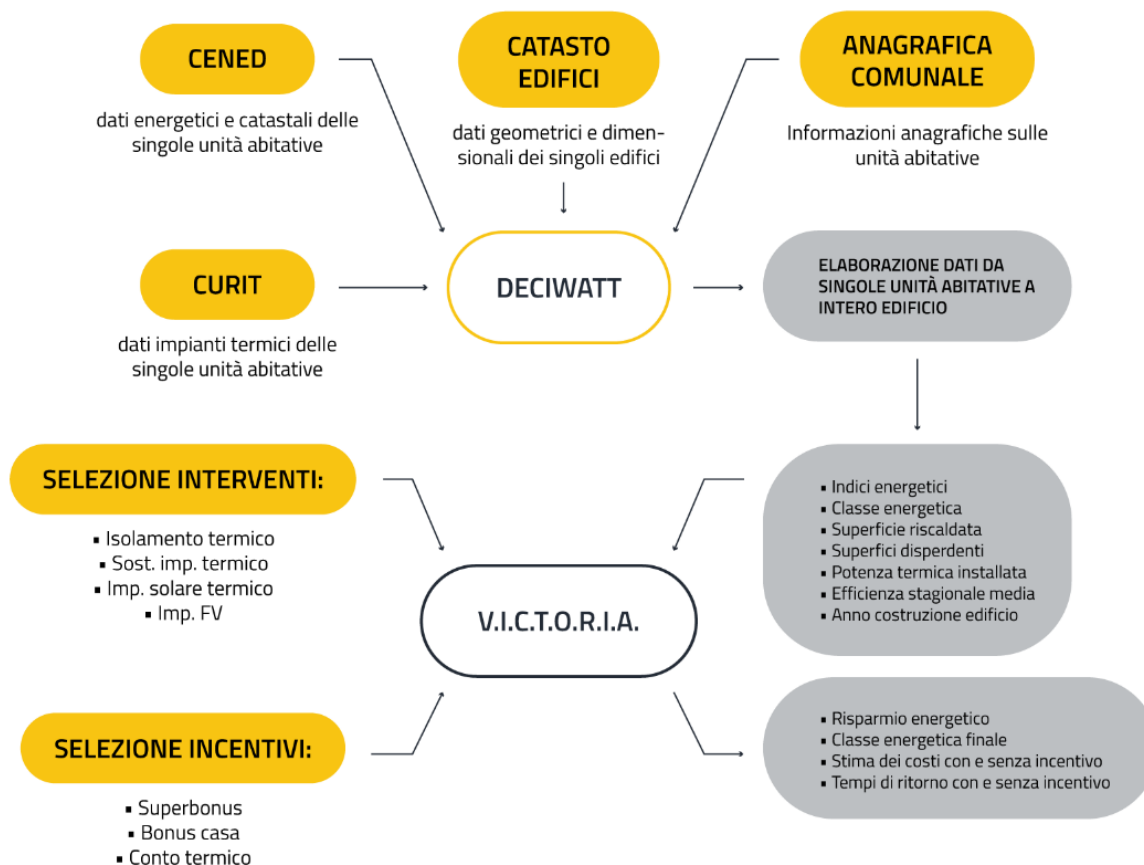 CENED
dati energetici e catastali delle
singole unità abitative
CATASTO
EDIFICI
dati geometrici e dimen-
sionali dei singoli edifici
ANAGRAFICA
COMUNALE
Informazioni anagrafiche sulle
unità abitative
CURIT
dati impianti termici delle
singole unità abitative
DECIWATT
ELABORAZIONE DATI DA
SINGOLE UNITÀ ABITATIVE A
INTERO EDIFICIO
SELEZIONE INTERVENTI:
▪ Isolamento termico
▪ Sost. imp. termico
▪ Imp. solare termico
▪ Imp. FV
V.I.C.T.O.R.I.A.
▪ Indici energetici
▪ Classe energetica
▪ Superficie riscaldata
▪ Superfici disperdenti
▪ Potenza termica installata
▪ Efficienza stagionale media
▪ Anno costruzione edificio
SELEZIONE INCENTIVI:
▪ Superbonus
▪ Bonus casa
▪ Conto termico
▪ Risparmio energetico
▪ Classe energetica finale
▪ Stima dei costi con e senza incentivo
▪ Tempi di ritorno con e senza incentivo